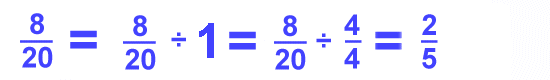 8/20 = 8/20 ÷ 1 = 8/20 ÷ 4/4 = 2/5